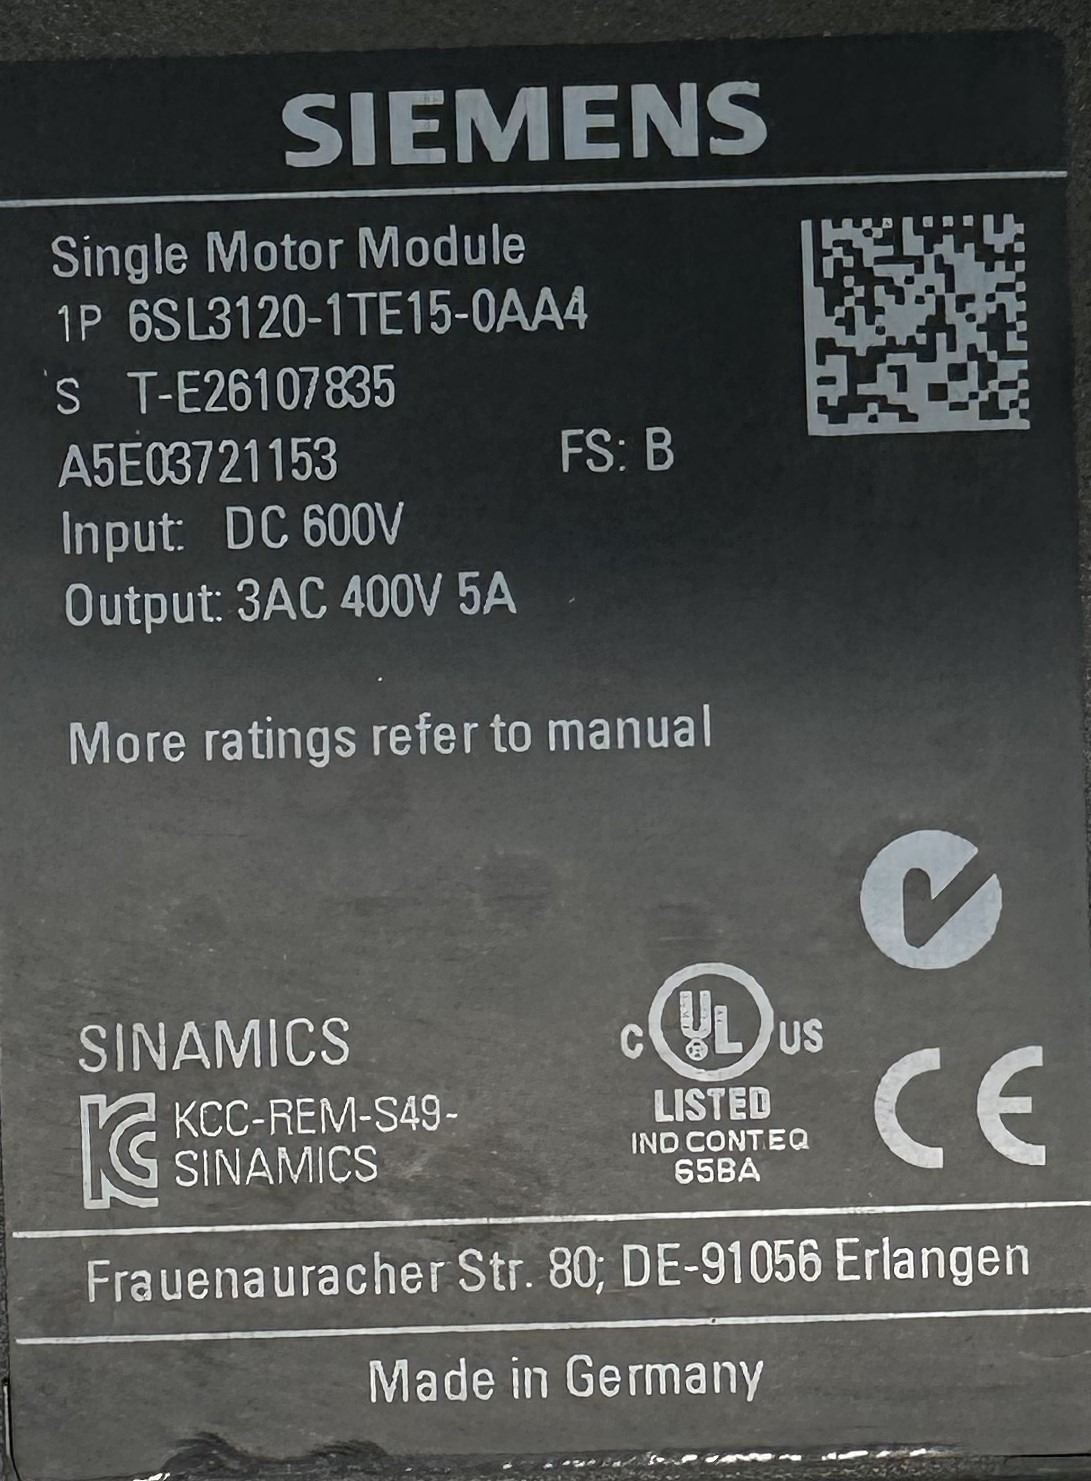 SIEMENS
Single Motor Module
1P 6SL3120-1TE15-0AA4
S T-E26107835
A5E03721153 FS: B
Input: DC 600V
Output: 3AC 400V 5A
More ratings refer to manual
SINAMICS
KCC-REM-S49-
SINAMICS
C UL US
®
LISTED
IND CONT EQ
65BA
CE
Frauenauracher Str. 80; DE-91056 Erlangen
Made in Germany